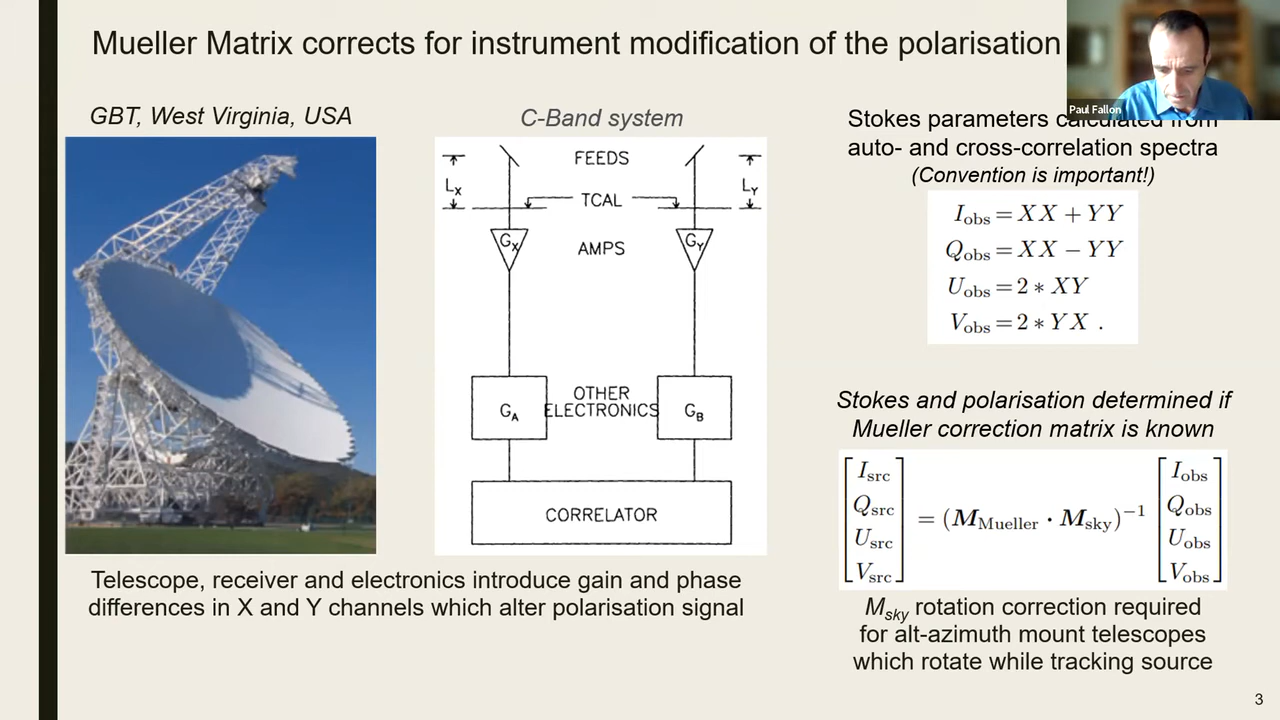 Mueller Matrix corrects for instrument modification of the polarisation
Paul Fallon
GBT, West Virginia, USA
C-Band system
FEEDS
L_X
L_Y
TCAL
G_X
AMPS
G_Y
G_A
OTHER
ELECTRONICS
G_B
CORRELATOR
Telescope, receiver and electronics introduce gain and phase
differences in X and Y channels which alter polarisation signal
Stokes parameters calculated from
auto- and cross-correlation spectra
(Convention is important!)
I_obs = XX + YY
Q_obs = XX − YY
U_obs = 2 * XY
V_obs = 2 * YX .
Stokes and polarisation determined if
Mueller correction matrix is known
[I_src Q_src U_src V_src] = (M_Mueller · M_sky)^−1 [I_obs Q_obs U_obs V_obs]
M_sky rotation correction required
for alt-azimuth mount telescopes
which rotate while tracking source
3